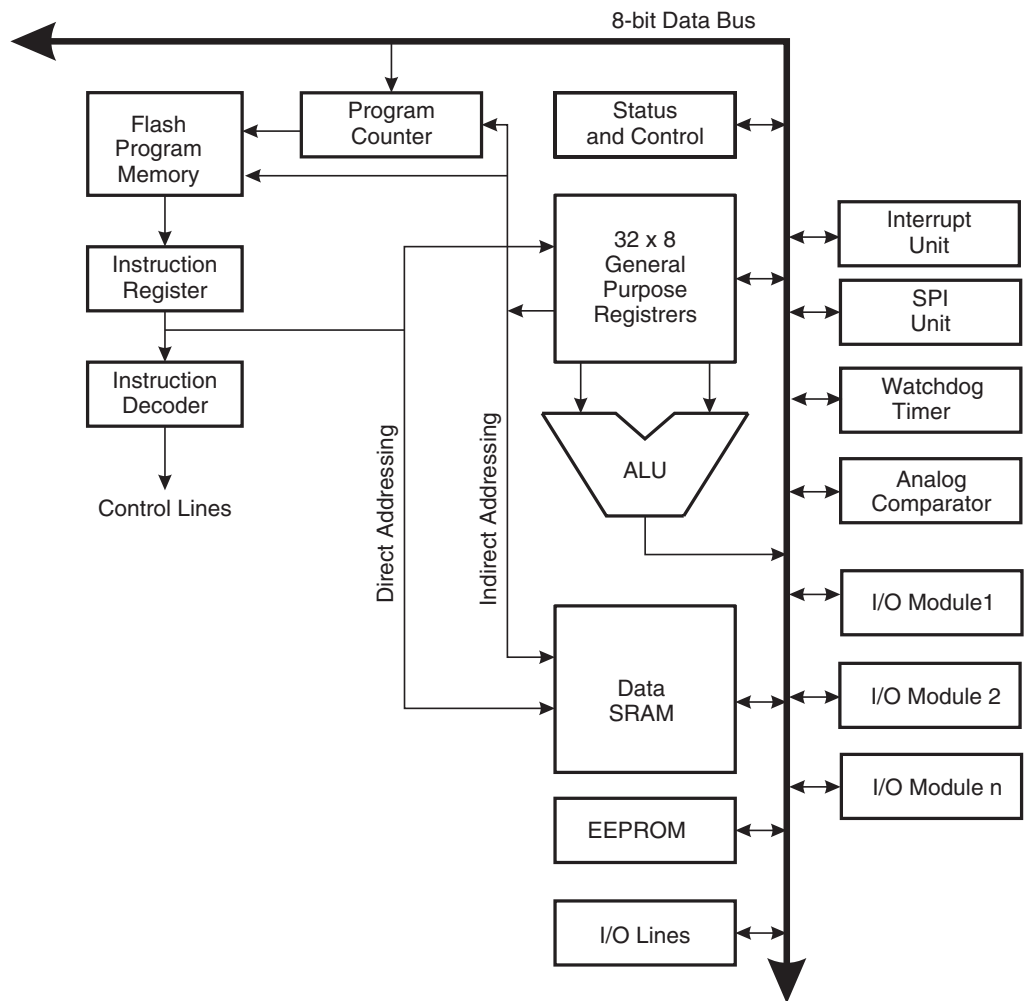 8-bit Data Bus
Flash
Program
Memory
Program
Counter
Status
and Control
Instruction
Register
32 x 8
General
Purpose
Registrers
Interrupt
Unit
SPI
Unit
Instruction
Decoder
Watchdog
Timer
Direct Addressing
Indirect Addressing
ALU
Analog
Comparator
Control Lines
I/O Module1
Data
SRAM
I/O Module 2
I/O Module n
EEPROM
I/O Lines